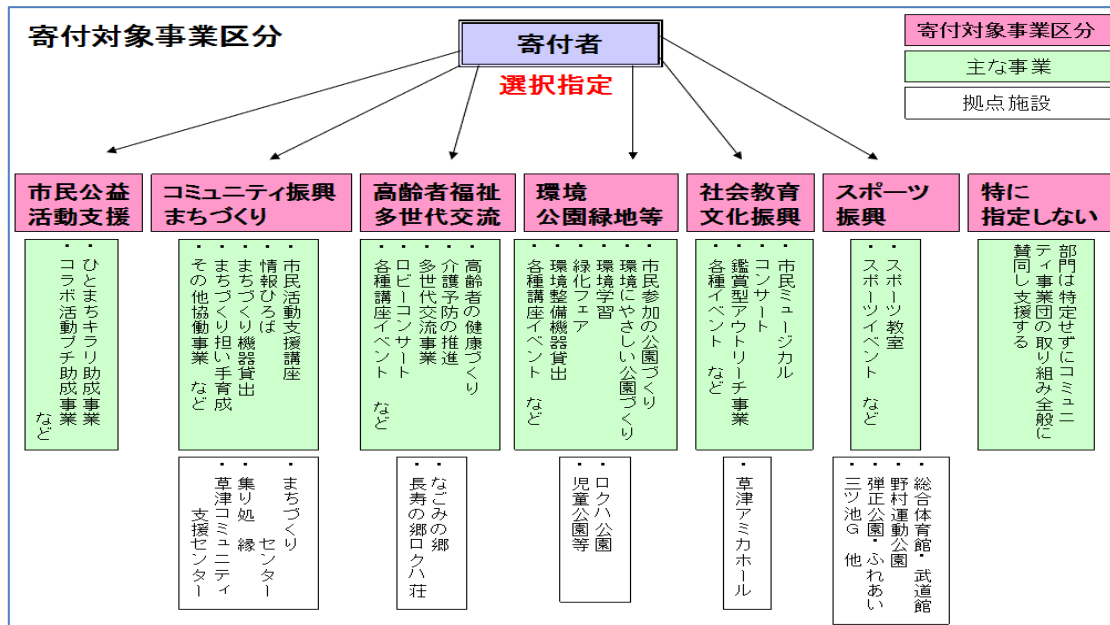 寄付対象事業区分
寄付者
選択指定
寄付対象事業区分
主な事業
拠点施設
市民公益
活動支援
・ひとまちキラリ助成事業
・コラボ活動プチ助成事業
など
コミュニティ振興
まちづくり
・市民活動支援講座
・情報ひろば
・まちづくり機器貸出
・まちづくり担い手育成
・その他協働事業 など
・まちづくり
センター
・集り処 縁
・草津コミュニティ
支援センター
高齢者福祉
多世代交流
・高齢者の健康づくり
・介護予防の推進
・多世代交流事業
・ロビーコンサート
・各種講座イベント など
・なごみの郷
・長寿の郷ロクハ荘
環境
公園緑地等
・市民参加の公園づくり
・環境にやさしい公園づくり
・環境学習
・緑化フェア
・環境整備機器貸出
・各種講座イベント など
・ロクハ公園
・児童公園等
社会教育
文化振興
・市民ミュージカル
・コンサート
・鑑賞型アウトリーチ事業
・各種イベント など
・草津アミカホール
スポーツ
振興
・スポーツ教室
・スポーツイベント など
・総合体育館・武道館
・野村運動公園
・弾正公園・ふれあい
・三ツ池G 他
特に
指定しない
・部門は特定せずにコミュニ
ティ事業団の取り組み全般に
賛同し支援する